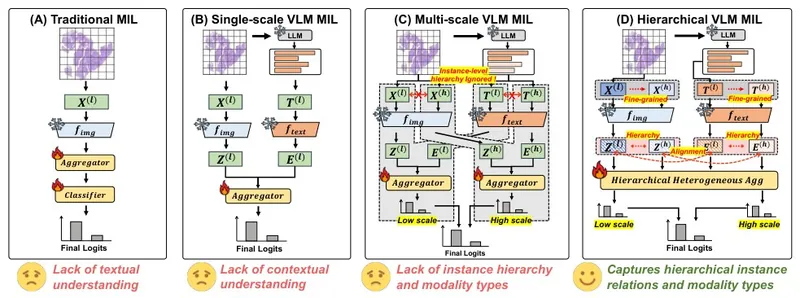 (A) Traditional MIL
X^(l)
f_img
Aggregator
Classifier
Final Logits
Lack of textual
understanding
(B) Single-scale VLM MIL
LLM
X^(l) T^(l)
f_img f_text
Z^(l) E^(l)
Aggregator
Final Logits
Lack of contextual
understanding
(C) Multi-scale VLM MIL
LLM
Instance-level
hierarchy Ignored !
X^(l) X^(h) T^(l) T^(h)
f_img f_text
Z^(l) E^(l) Z^(h) E^(h)
Aggregator Aggregator
Low scale High scale
Final Logits
Lack of instance hierarchy
and modality types
(D) Hierarchical VLM MIL
LLM
X^(l) X^(h) T^(l) T^(h)
Fine-grained Fine-grained
f_img f_text
Hierarchy Hierarchy
Z^(l) Z^(h) E^(l) E^(h)
Alignment
Hierarchical Heterogeneous Agg
Low scale High scale
Final Logits
Captures hierarchical instance
relations and modality types